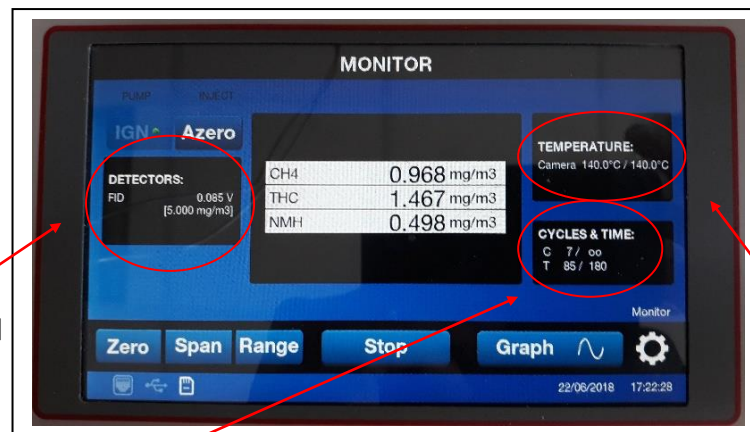 MONITOR
PUMP INJECT
IGN Azero
DETECTORS:
FID 0.085 V
[5.000 mg/m3]
CH4 0.968 mg/m3
THC 1.467 mg/m3
NMH 0.498 mg/m3
TEMPERATURE:
Camera 140.0°C / 140.0°C
CYCLES & TIME:
C 7 / oo
T 85 / 180
Monitor
Zero Span Range Stop Graph
22/06/2018 17:22:28